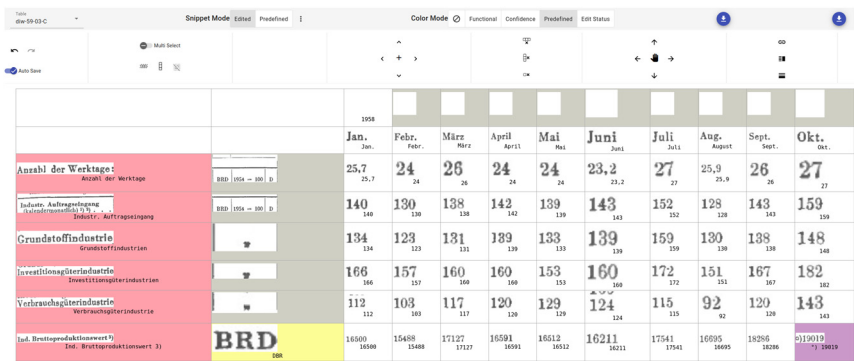 Table
diw-59-03-C
Snippet Mode Edited Predefined
Color Mode Functional Confidence Predefined Edit Status
Multi Select
Auto Save
1958
Jan. Febr. März April Mai Juni Juli Aug. Sept. Okt.
Jan. Febr. März April Mai Juni Juli August Sept. Okt.
Anzahl der Werktage: BRD 1954 = 100 D 25,7 24 26 24 24 23,2 27 25,9 26 27
Anzahl der Werktage 25,7 24 26 24 24 23,2 27 25,9 26 27
Industr. Auftragseingang BRD 1954 = 100 D 140 130 138 142 139 143 152 128 143 159
(kalendermonatlich) ²) ³)
Industr. Auftragseingang 140 130 138 142 139 143 152 128 143 159
Grundstoffindustrie 134 123 131 139 133 139 159 130 138 148
Grundstoffindustrien 134 123 131 139 133 139 159 130 138 148
Investitionsgüterindustrie 166 157 160 160 153 160 172 151 167 182
Investitionsgüterindustrien 166 157 160 160 153 160 172 151 167 182
Verbrauchsgüterindustrie 112 103 117 120 129 124 115 92 120 143
Verbrauchsgüterindustrie 112 103 117 120 129 124 115 92 120 143
Ind. Bruttoproduktionswert ³) BRD 16500 15488 17127 16591 16512 16211 17541 16695 18286 °)19019
Ind. Bruttoproduktionswert 3) DBR 16500 15488 17127 16591 16512 16211 17541 16695 18286 °) 19019